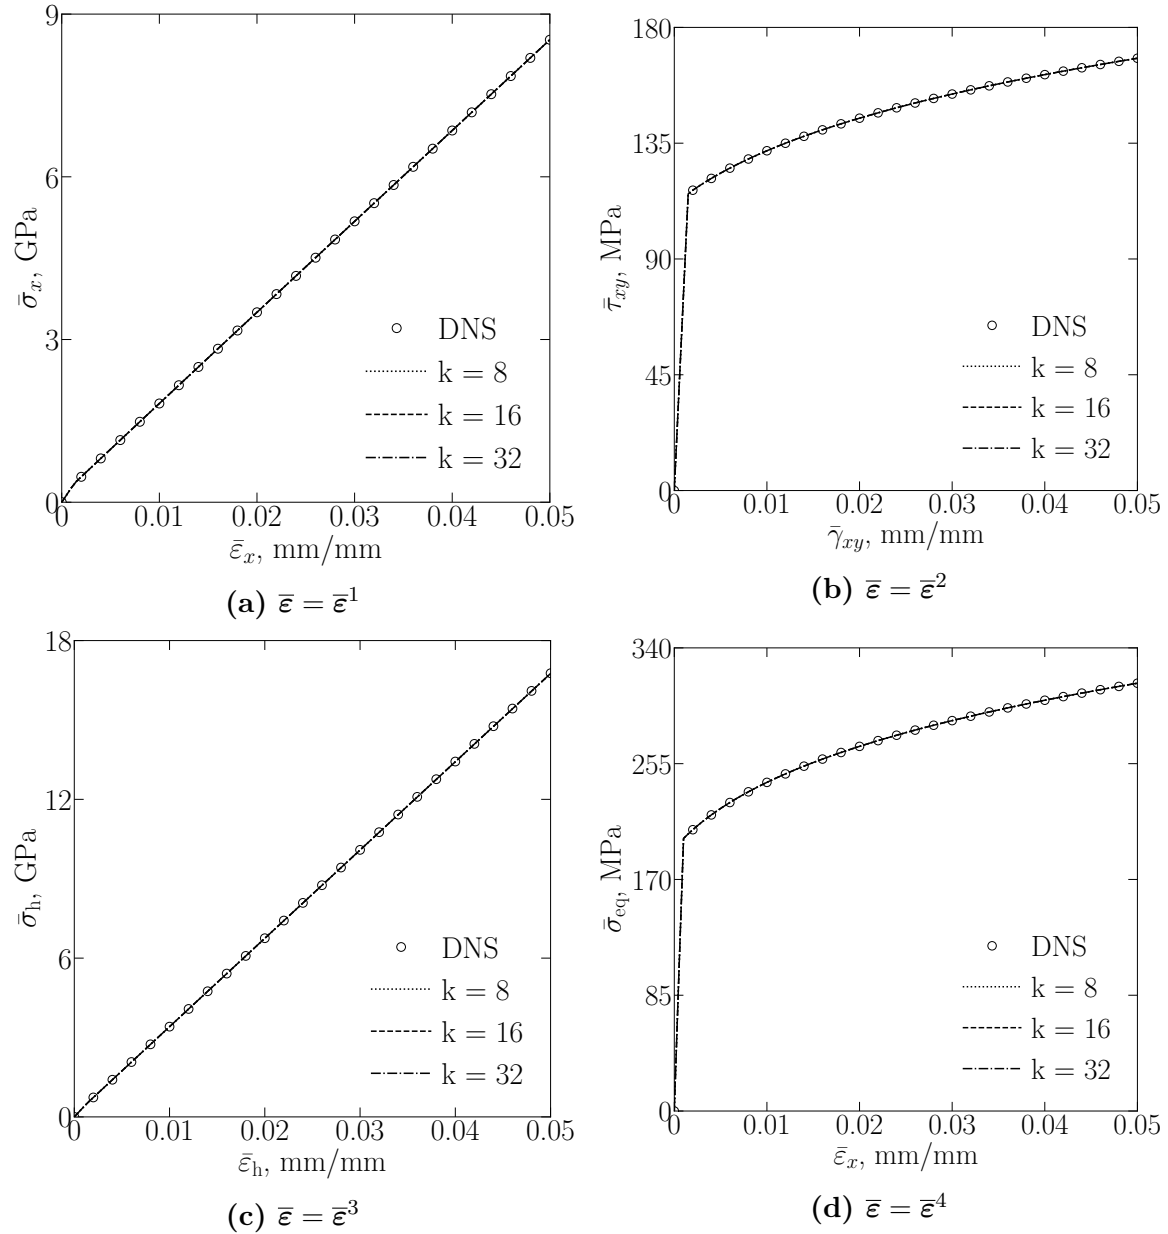 9
6
3
0
0
0.01
0.02
0.03
0.04
0.05
σ̄ₓ, GPa
ε̄ₓ, mm/mm
DNS
k = 8
k = 16
k = 32
(a) ε̄ = ε̄¹
180
135
90
45
0
0
0.01
0.02
0.03
0.04
0.05
τ̄ₓᵧ, MPa
γ̄ₓᵧ, mm/mm
DNS
k = 8
k = 16
k = 32
(b) ε̄ = ε̄²
18
12
6
0
0
0.01
0.02
0.03
0.04
0.05
σ̄ₕ, GPa
ε̄ₕ, mm/mm
DNS
k = 8
k = 16
k = 32
(c) ε̄ = ε̄³
340
255
170
85
0
0
0.01
0.02
0.03
0.04
0.05
σ̄_eq, MPa
ε̄ₓ, mm/mm
DNS
k = 8
k = 16
k = 32
(d) ε̄ = ε̄⁴